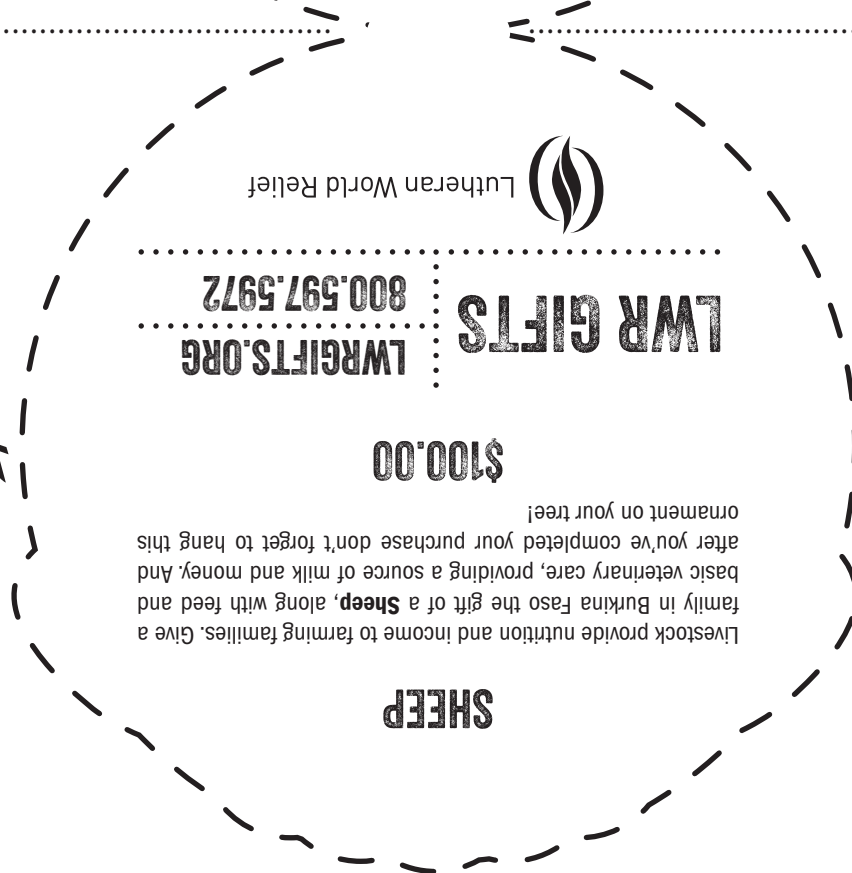 SHEEP
Livestock provide nutrition and income to farming families. Give a
family in Burkina Faso the gift of a Sheep, along with feed and
basic veterinary care, providing a source of milk and money. And
after you've completed your purchase don't forget to hang this
ornament on your tree!
$100.00
LWR GIFTS
LWRGIFTS.ORG
800.597.5972
Lutheran World Relief